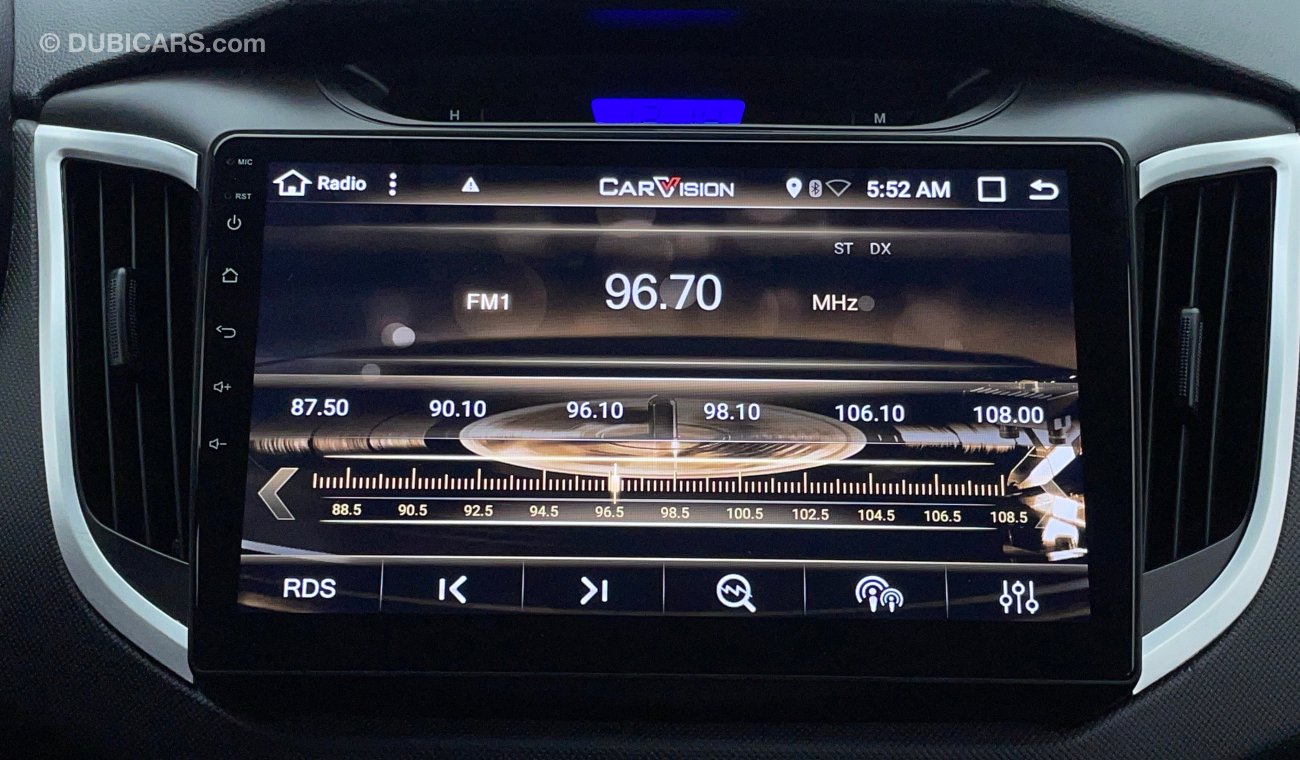 © DUBICARS.com
H M
MIC
Radio CARVISION 5:52 AM
RST
ST DX
FM1 96.70 MHz
87.50 90.10 96.10 98.10 106.10 108.00
88.5 90.5 92.5 94.5 96.5 98.5 100.5 102.5 104.5 106.5 108.5
RDS